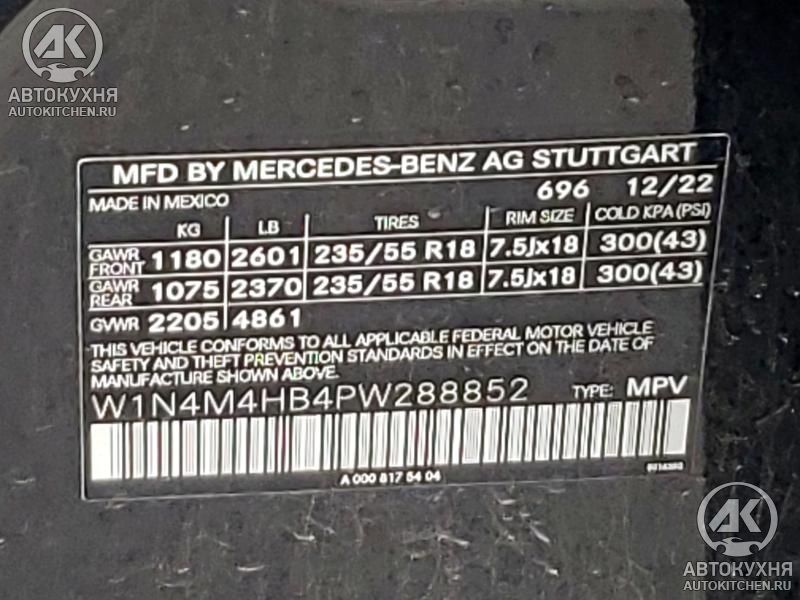 АК
АВТОКУХНЯ
AUTOKITCHEN.RU
MFD BY MERCEDES-BENZ AG STUTTGART
MADE IN MEXICO 696 12/22
KG LB TIRES RIM SIZE COLD KPA (PSI)
GAWR FRONT 1180 2601 235/55 R18 7.5Jx18 300(43)
GAWR REAR 1075 2370 235/55 R18 7.5Jx18 300(43)
GVWR 2205 4861
THIS VEHICLE CONFORMS TO ALL APPLICABLE FEDERAL MOTOR VEHICLE
SAFETY AND THEFT PREVENTION STANDARDS IN EFFECT ON THE DATE OF
MANUFACTURE SHOWN ABOVE.
W1N4M4HB4PW288852 TYPE: MPV
A 000 817 54 04
АК
АВТОКУХНЯ
AUTOKITCHEN.RU